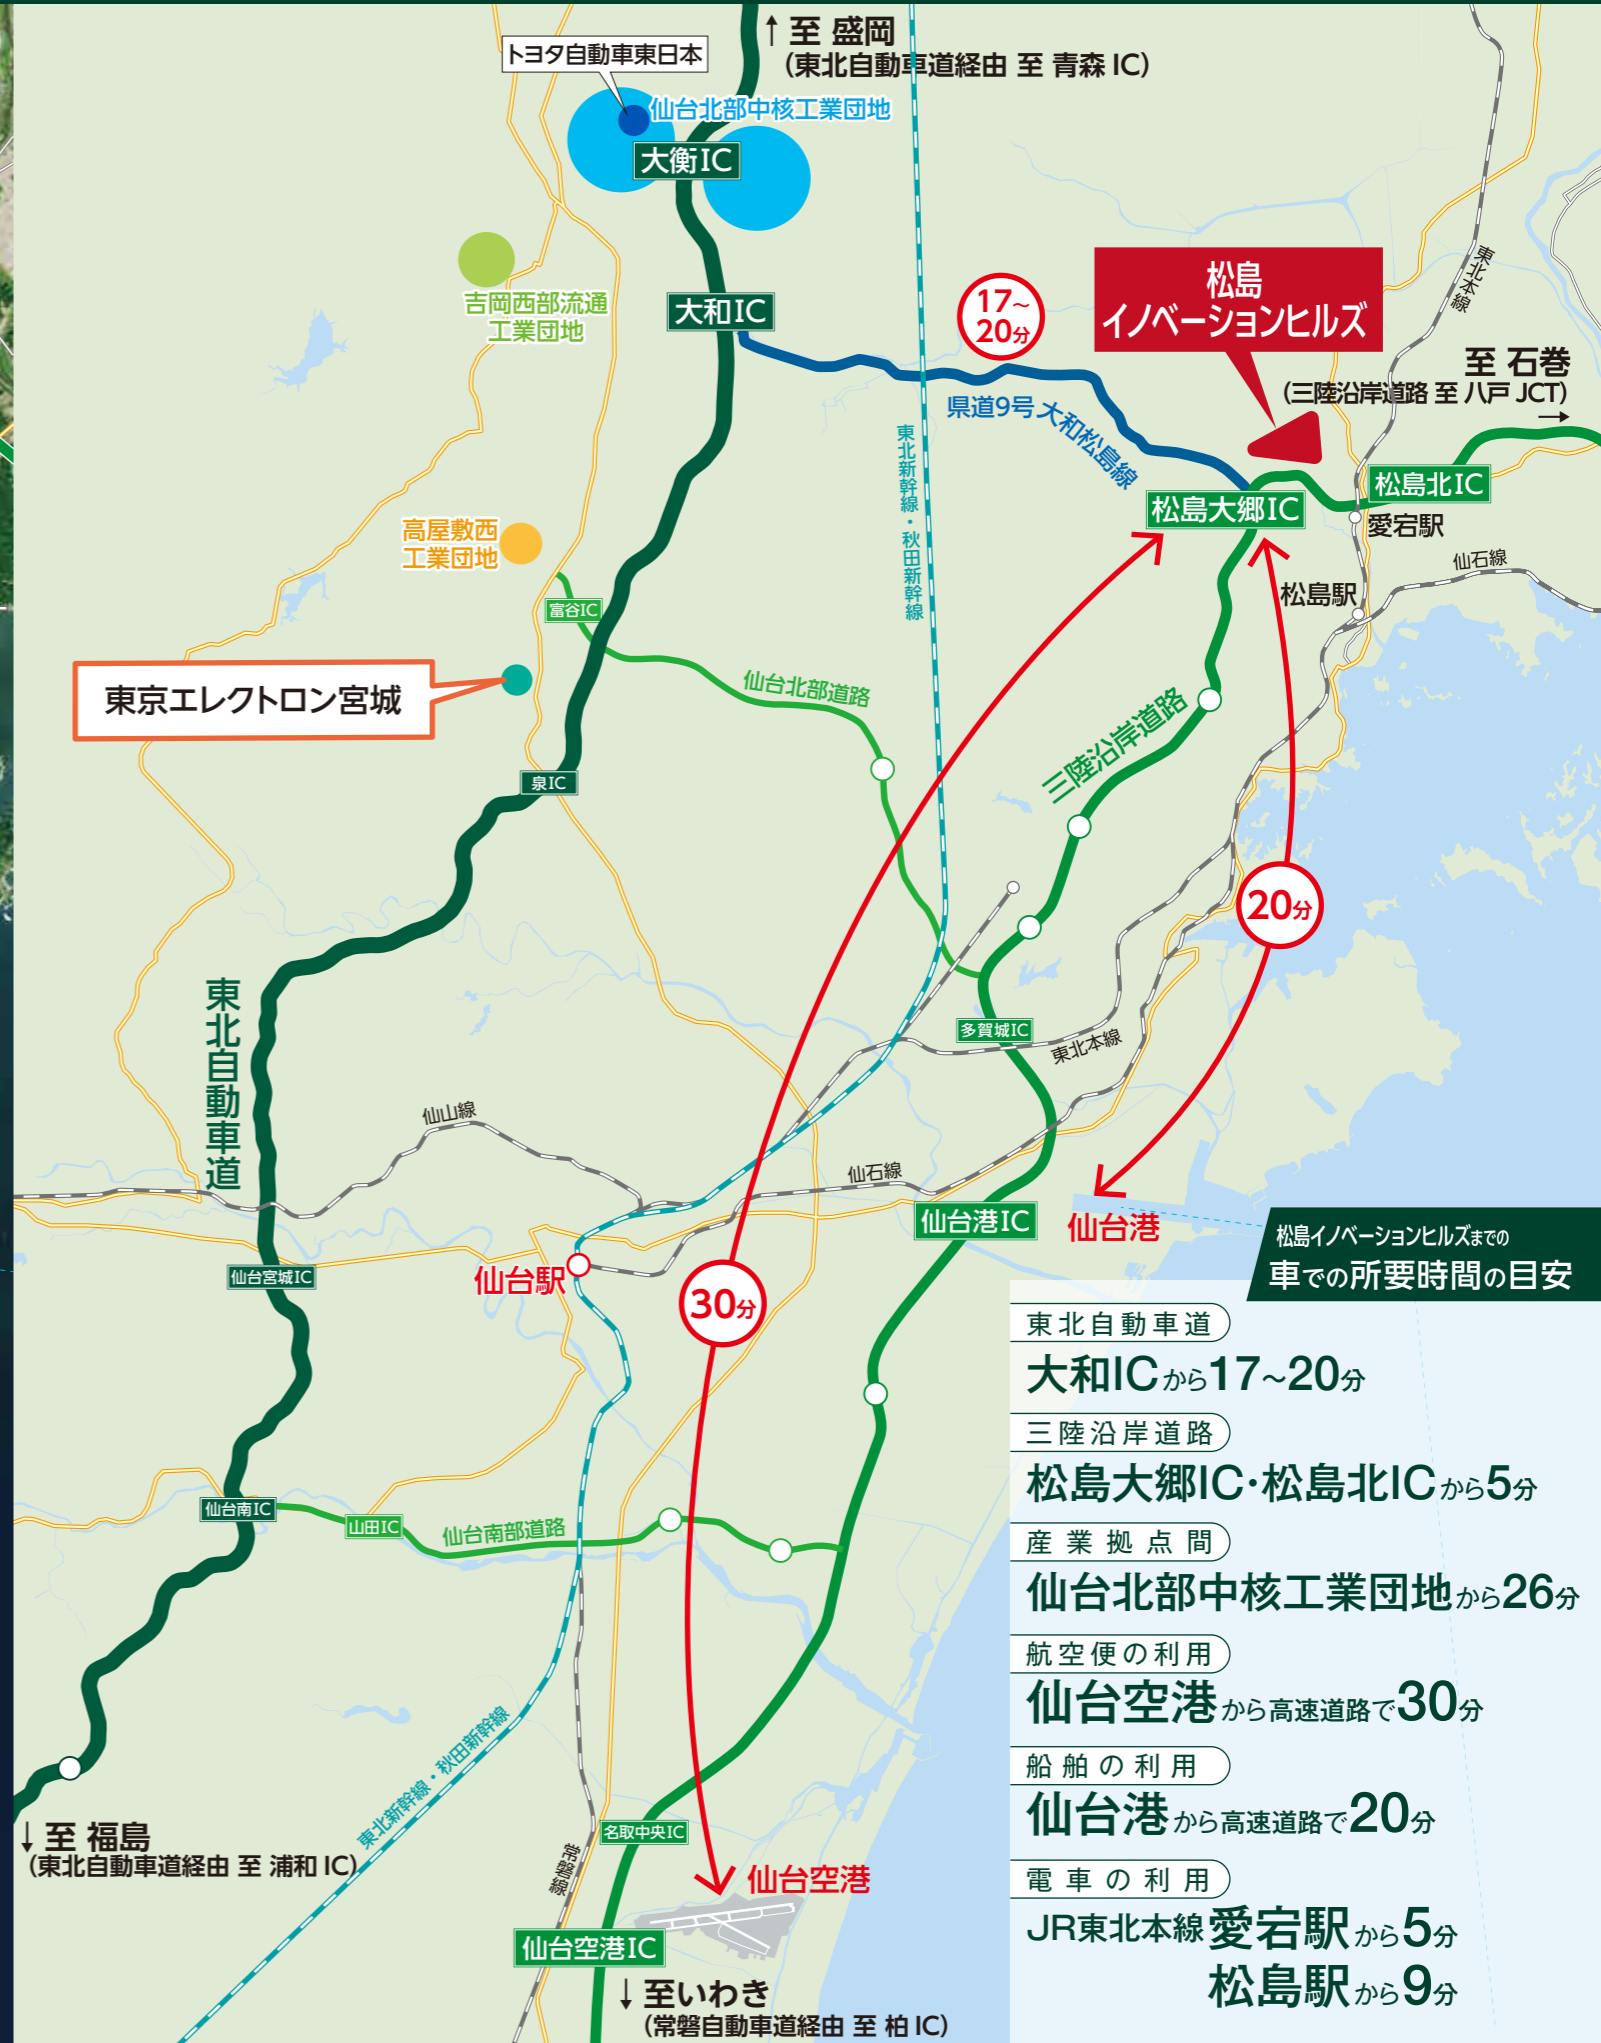 ↑ 至 盛岡
（東北自動車道経由 至 青森 IC）
トヨタ自動車東日本
仙台北部中核工業団地
大衡IC
吉岡西部流通
工業団地
大和IC
17〜
20分
松島
イノベーションヒルズ
東北本線
至 石巻
（三陸沿岸道路 至 八戸 JCT）
→
県道9号 大和松島線
東北新幹線・秋田新幹線
松島大郷IC
松島北IC
愛宕駅
仙石線
松島駅
高屋敷西
工業団地
富谷IC
東京エレクトロン宮城
仙台北部道路
三陸沿岸道路
泉IC
20分
東北自動車道
多賀城IC
東北本線
仙山線
仙石線
仙台港IC
仙台港
仙台宮城IC
仙台駅
30分
仙台南IC
山田IC
仙台南部道路
東北新幹線・秋田新幹線
↓ 至 福島
（東北自動車道経由 至 浦和 IC）
常磐線
名取中央IC
仙台空港
仙台空港IC
↓ 至いわき
（常磐自動車道経由 至 柏 IC）
松島イノベーションヒルズまでの
車での所要時間の目安
東北自動車道
大和ICから17〜20分
三陸沿岸道路
松島大郷IC・松島北ICから5分
産業拠点間
仙台北部中核工業団地から26分
航空便の利用
仙台空港から高速道路で30分
船舶の利用
仙台港から高速道路で20分
電車の利用
JR東北本線 愛宕駅から5分
松島駅から9分